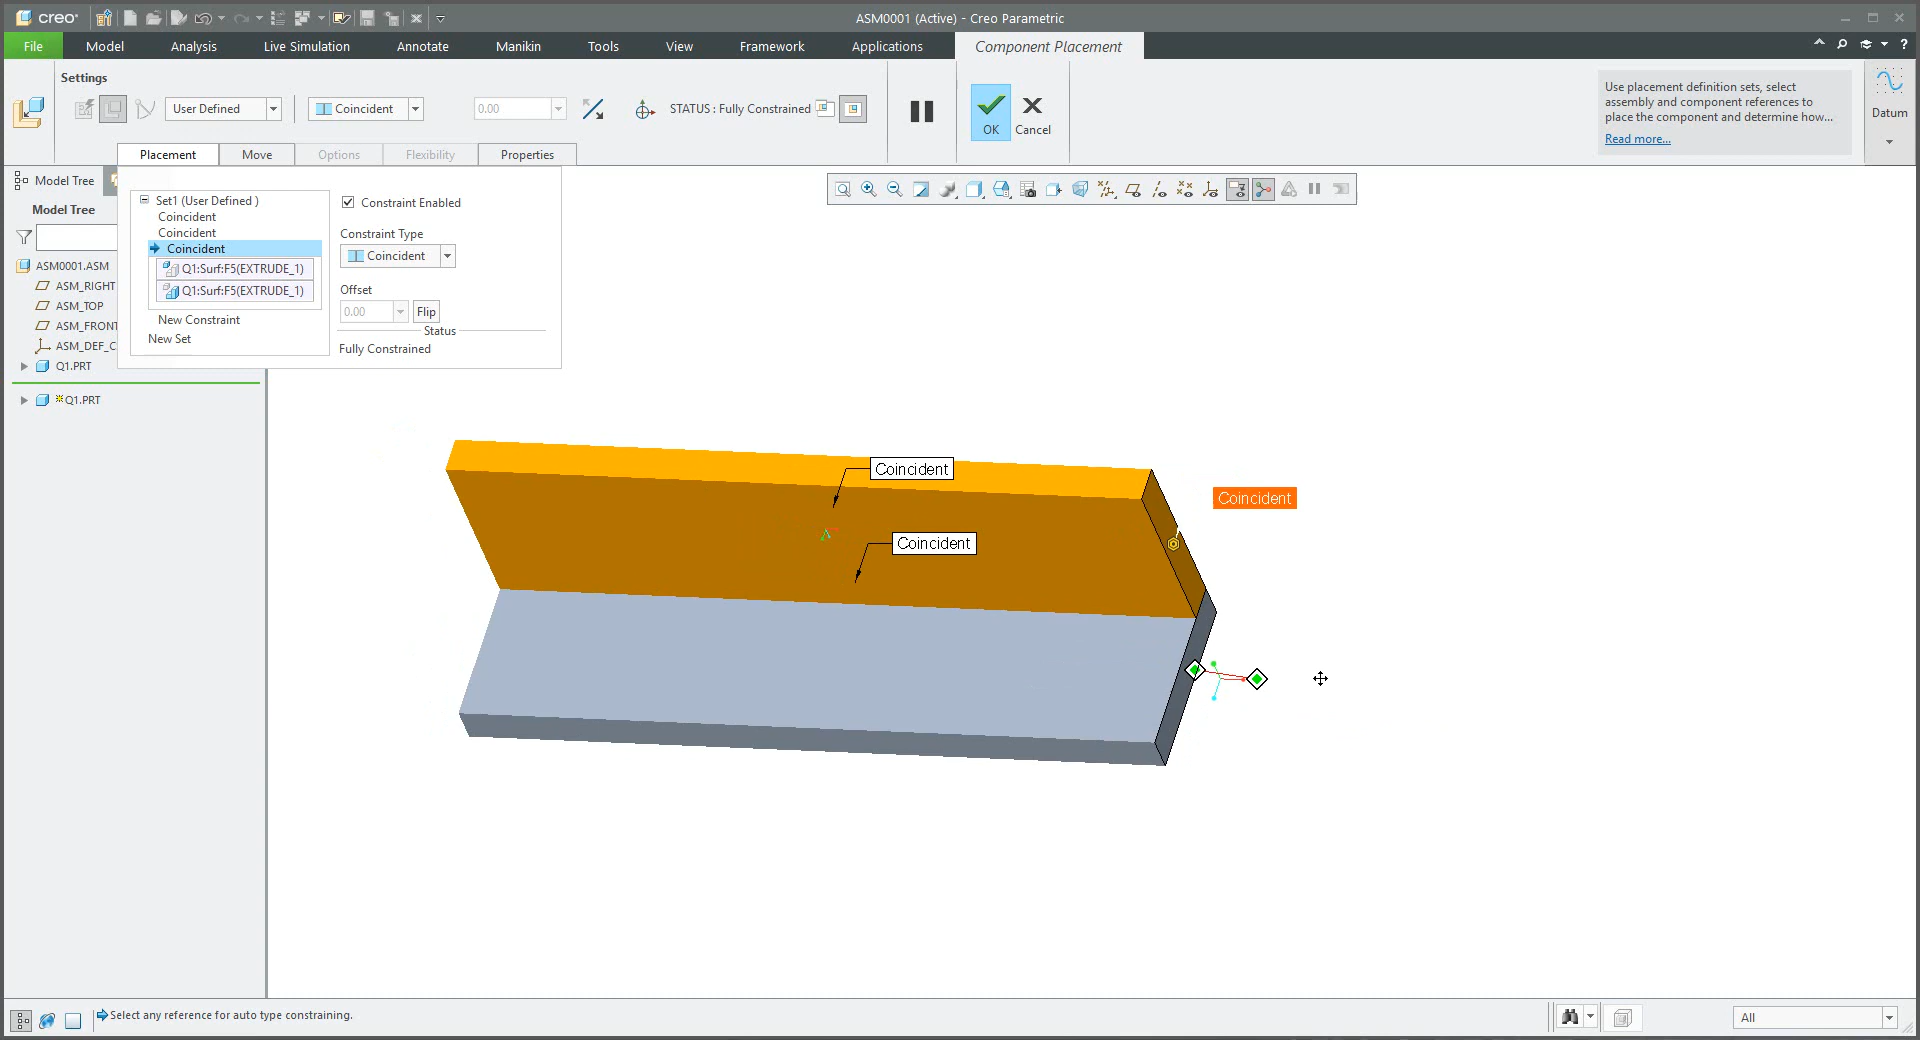 creo°
ASM0001 (Active) - Creo Parametric
File
Model
Analysis
Live Simulation
Annotate
Manikin
Tools
View
Framework
Applications
Component Placement
Settings
User Defined
Coincident
0.00
STATUS : Fully Constrained
OK
Cancel
Use placement definition sets, select
assembly and component references to
place the component and determine how...
Read more...
Datum
Placement
Move
Options
Flexibility
Properties
Model Tree
Model Tree
ASM0001.ASM
ASM_RIGHT
ASM_TOP
ASM_FRONT
ASM_DEF_C
Q1.PRT
Q1.PRT
Set1 (User Defined )
Coincident
Coincident
Coincident
Q1:Surf:F5(EXTRUDE_1)
Q1:Surf:F5(EXTRUDE_1)
New Constraint
New Set
Constraint Enabled
Constraint Type
Coincident
Offset
0.00
Flip
Status
Fully Constrained
Coincident
Coincident
Coincident
Select any reference for auto type constraining.
All